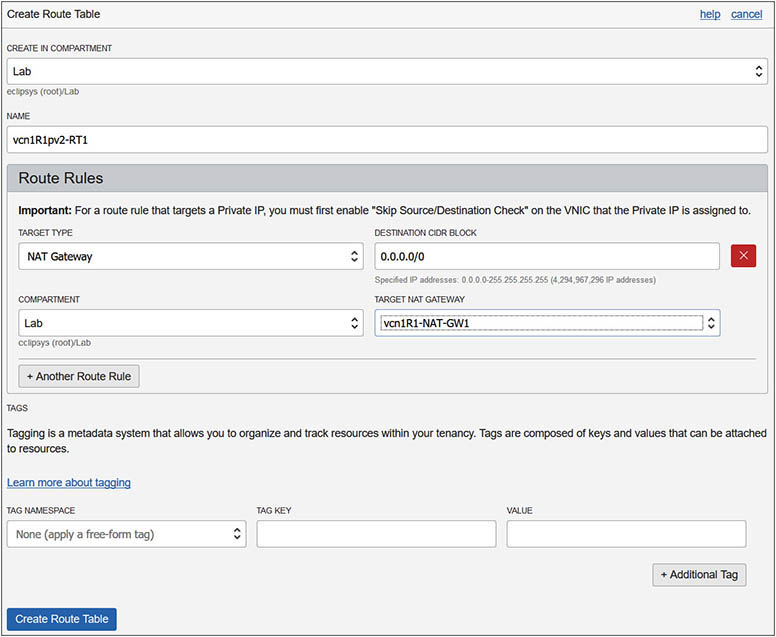 Create Route Table help cancel
CREATE IN COMPARTMENT
Lab
eclipsys (root)/Lab
NAME
vcn1R1pv2-RT1
Route Rules
Important: For a route rule that targets a Private IP, you must first enable "Skip Source/Destination Check" on the VNIC that the Private IP is assigned to.
TARGET TYPE DESTINATION CIDR BLOCK
NAT Gateway 0.0.0.0/0
Specified IP addresses: 0.0.0.0-255.255.255.255 (4,294,967,296 IP addresses)
COMPARTMENT TARGET NAT GATEWAY
Lab vcn1R1-NAT-GW1
eclipsys (root)/Lab
+ Another Route Rule
TAGS
Tagging is a metadata system that allows you to organize and track resources within your tenancy. Tags are composed of keys and values that can be attached
to resources.
Learn more about tagging
TAG NAMESPACE TAG KEY VALUE
None (apply a free-form tag)
+ Additional Tag
Create Route Table